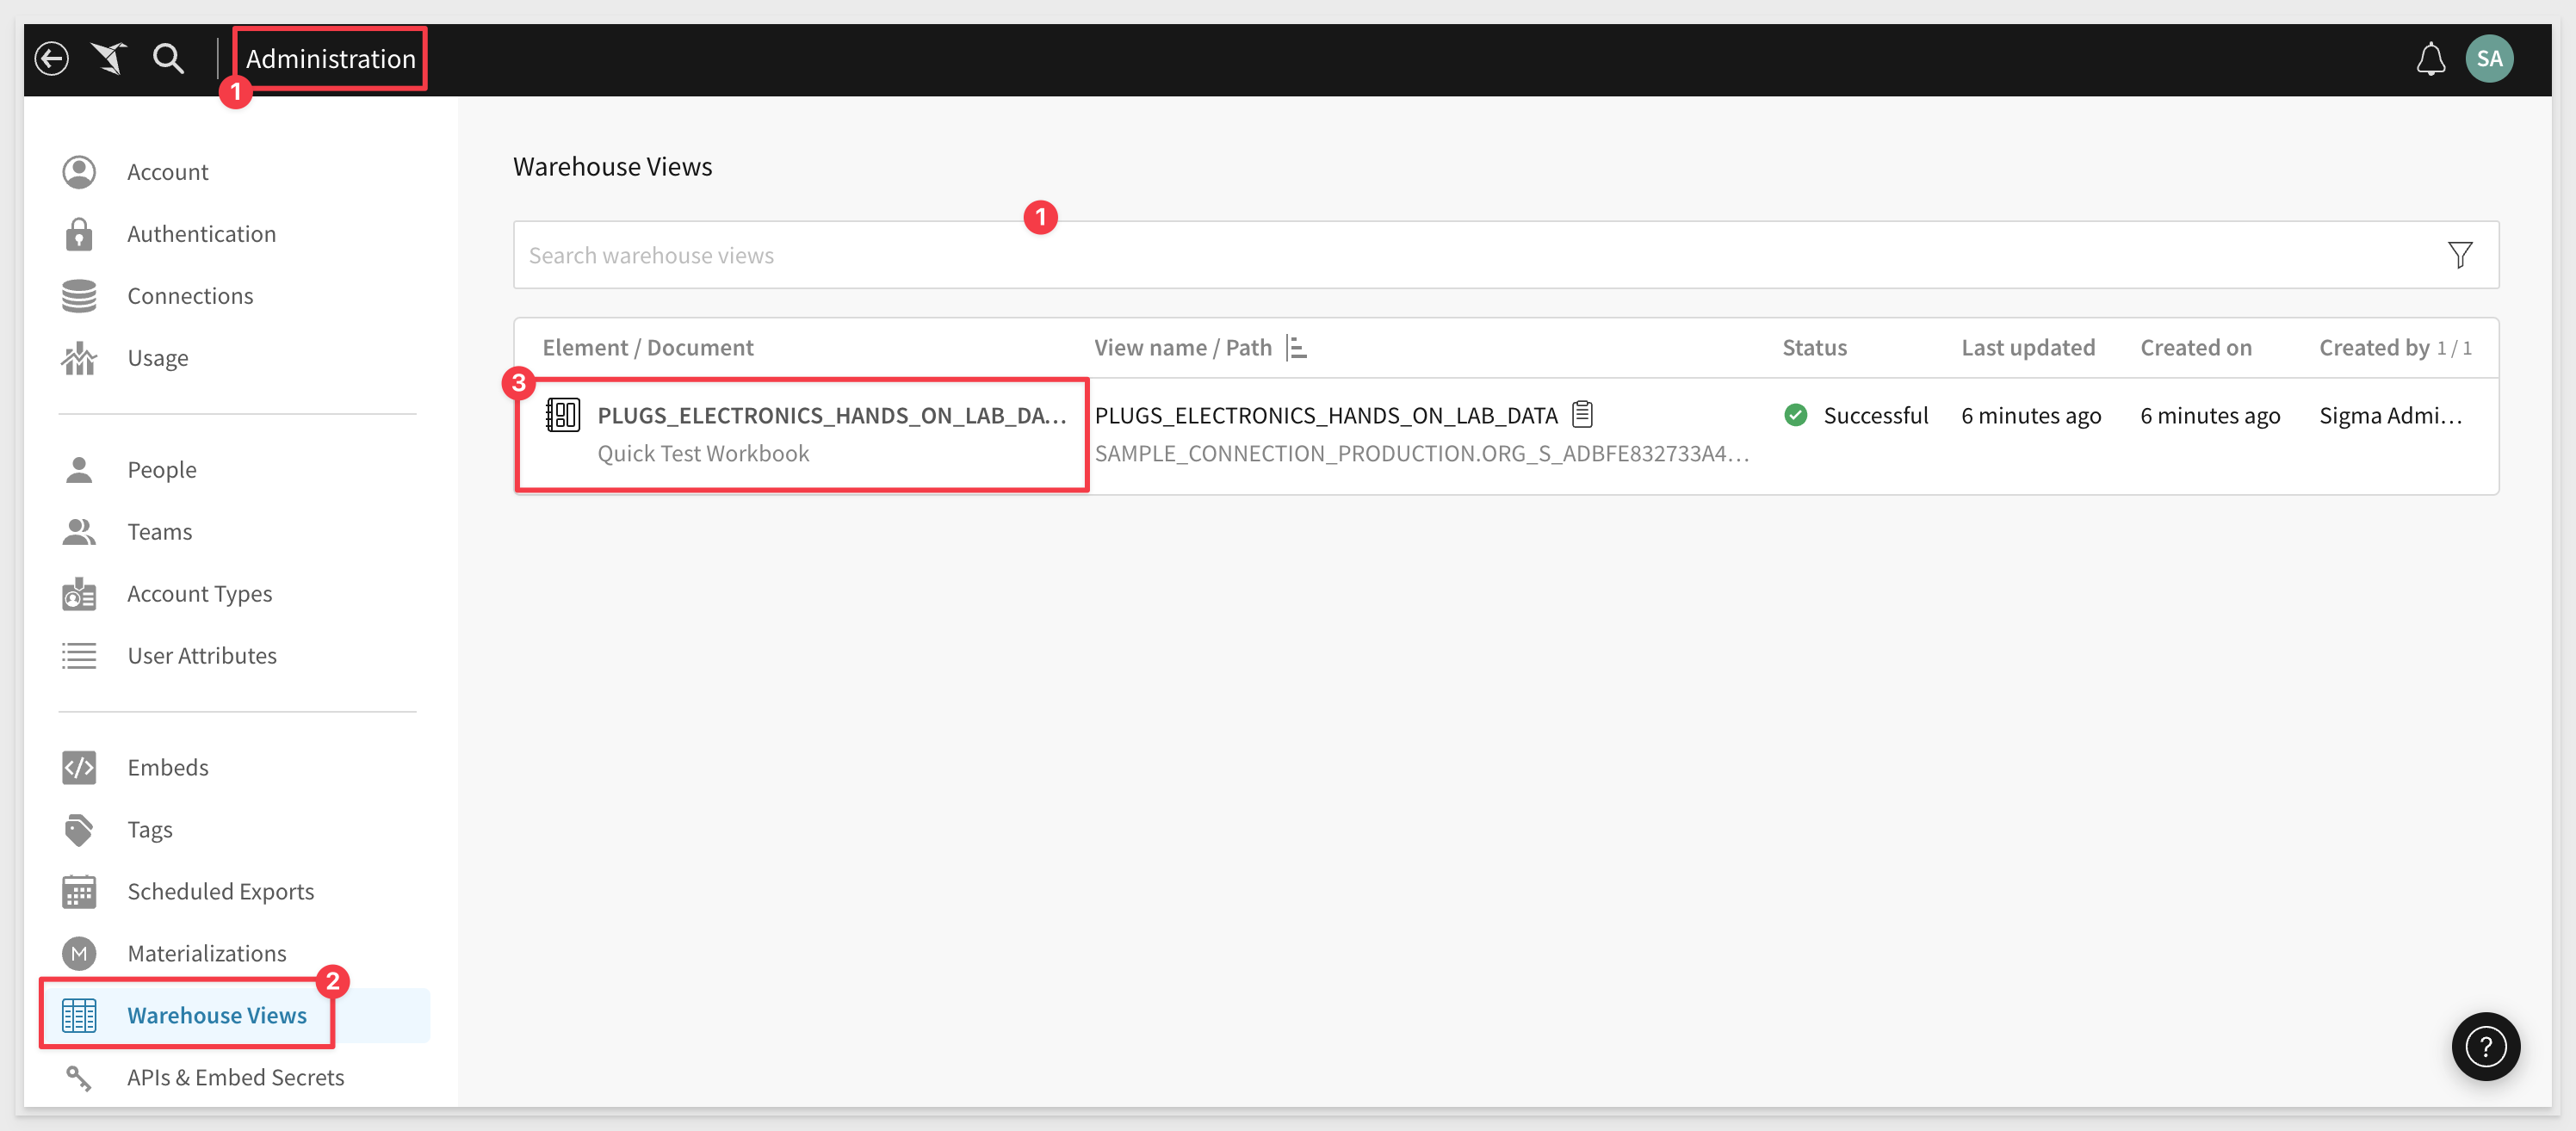 Administration
1
SA
Account
Authentication
Connections
Usage
People
Teams
Account Types
User Attributes
Embeds
Tags
Scheduled Exports
M
Materializations
2
Warehouse Views
APIs & Embed Secrets
Warehouse Views
1
Search warehouse views
Element / Document View name / Path Status Last updated Created on Created by 1 / 1
3
PLUGS_ELECTRONICS_HANDS_ON_LAB_DA... PLUGS_ELECTRONICS_HANDS_ON_LAB_DATA Successful 6 minutes ago 6 minutes ago Sigma Admi...
Quick Test Workbook SAMPLE_CONNECTION_PRODUCTION.ORG_S_ADBFE832733A4...
?